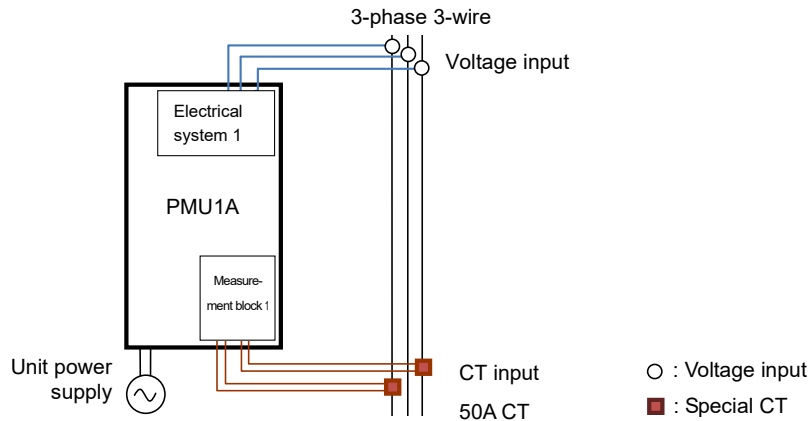 3-phase 3-wire
Voltage input
Electrical
system 1
PMU1A
Measure-
ment block 1
Unit power
supply
CT input
50A CT
: Voltage input
: Special CT